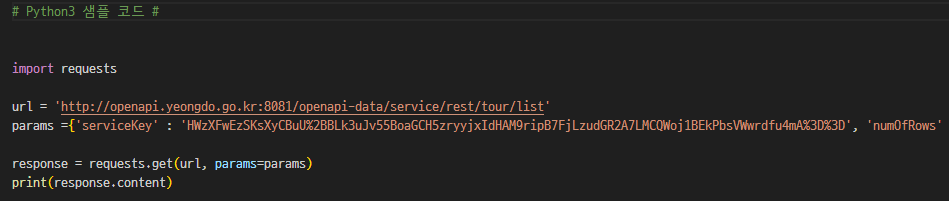 # Python3 샘플 코드 #
import requests
url = 'http://openapi.yeongdo.go.kr:8081/openapi-data/service/rest/tour/list'
params ={'serviceKey' : 'HWzXFwEzSKsXyCBuU%2BBLk3uJv55BoaGCH5zryyjxIdHAM9ripB7FjLzudGR2A7LMCQWoj1BEkPbsVWwrdfu4mA%3D%3D', 'numOfRows'
response = requests.get(url, params=params)
print(response.content)